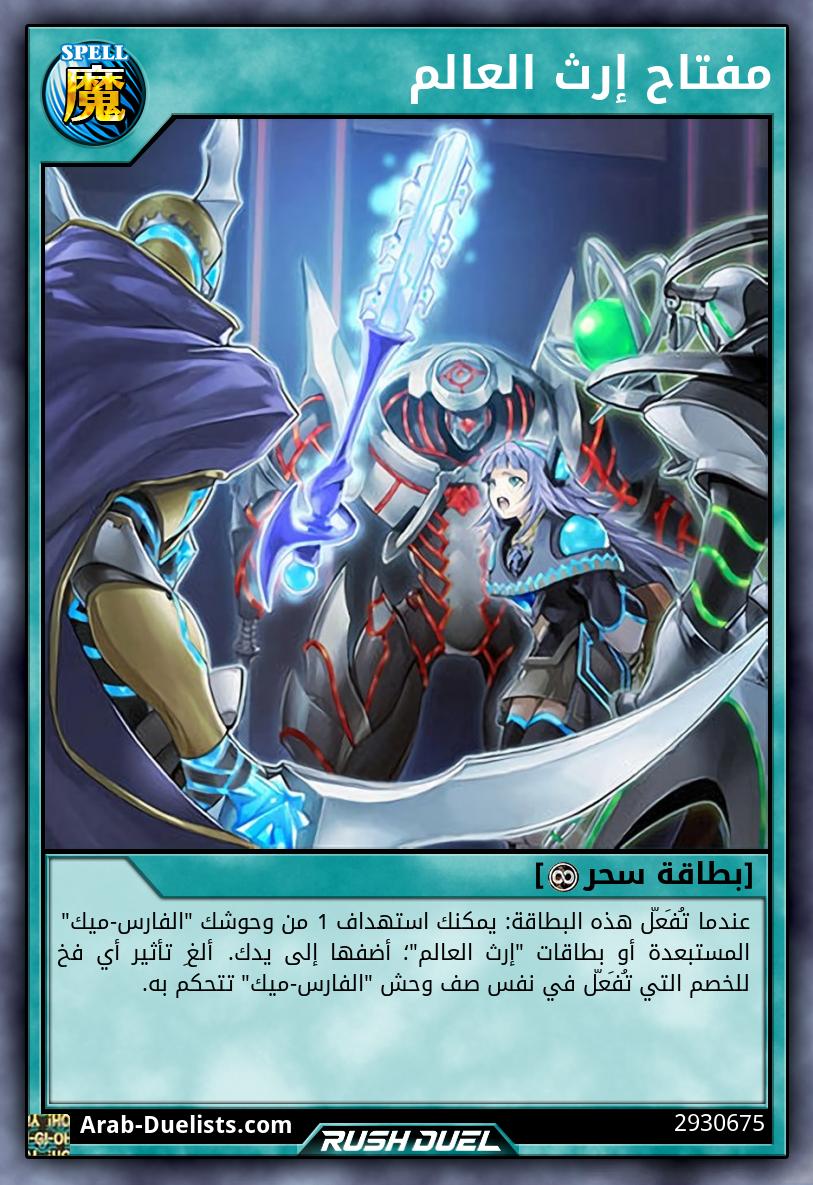 SPELL
魔
مفتاح إرث العالم
[بطاقة سحر ∞]
عندما تُفَعَلّ هذه البطاقة: يمكنك استهداف 1 من وحوشك "الفارس-ميك"
المستبعدة أو بطاقات "إرث العالم"؛ أضفها إلى يدك. ألغِ تأثير أي فخ
للخصم التي تُفَعَلّ في نفس صف وحش "الفارس-ميك" تتحكم به.
Arab-Duelists.com
RUSH DUEL
2930675